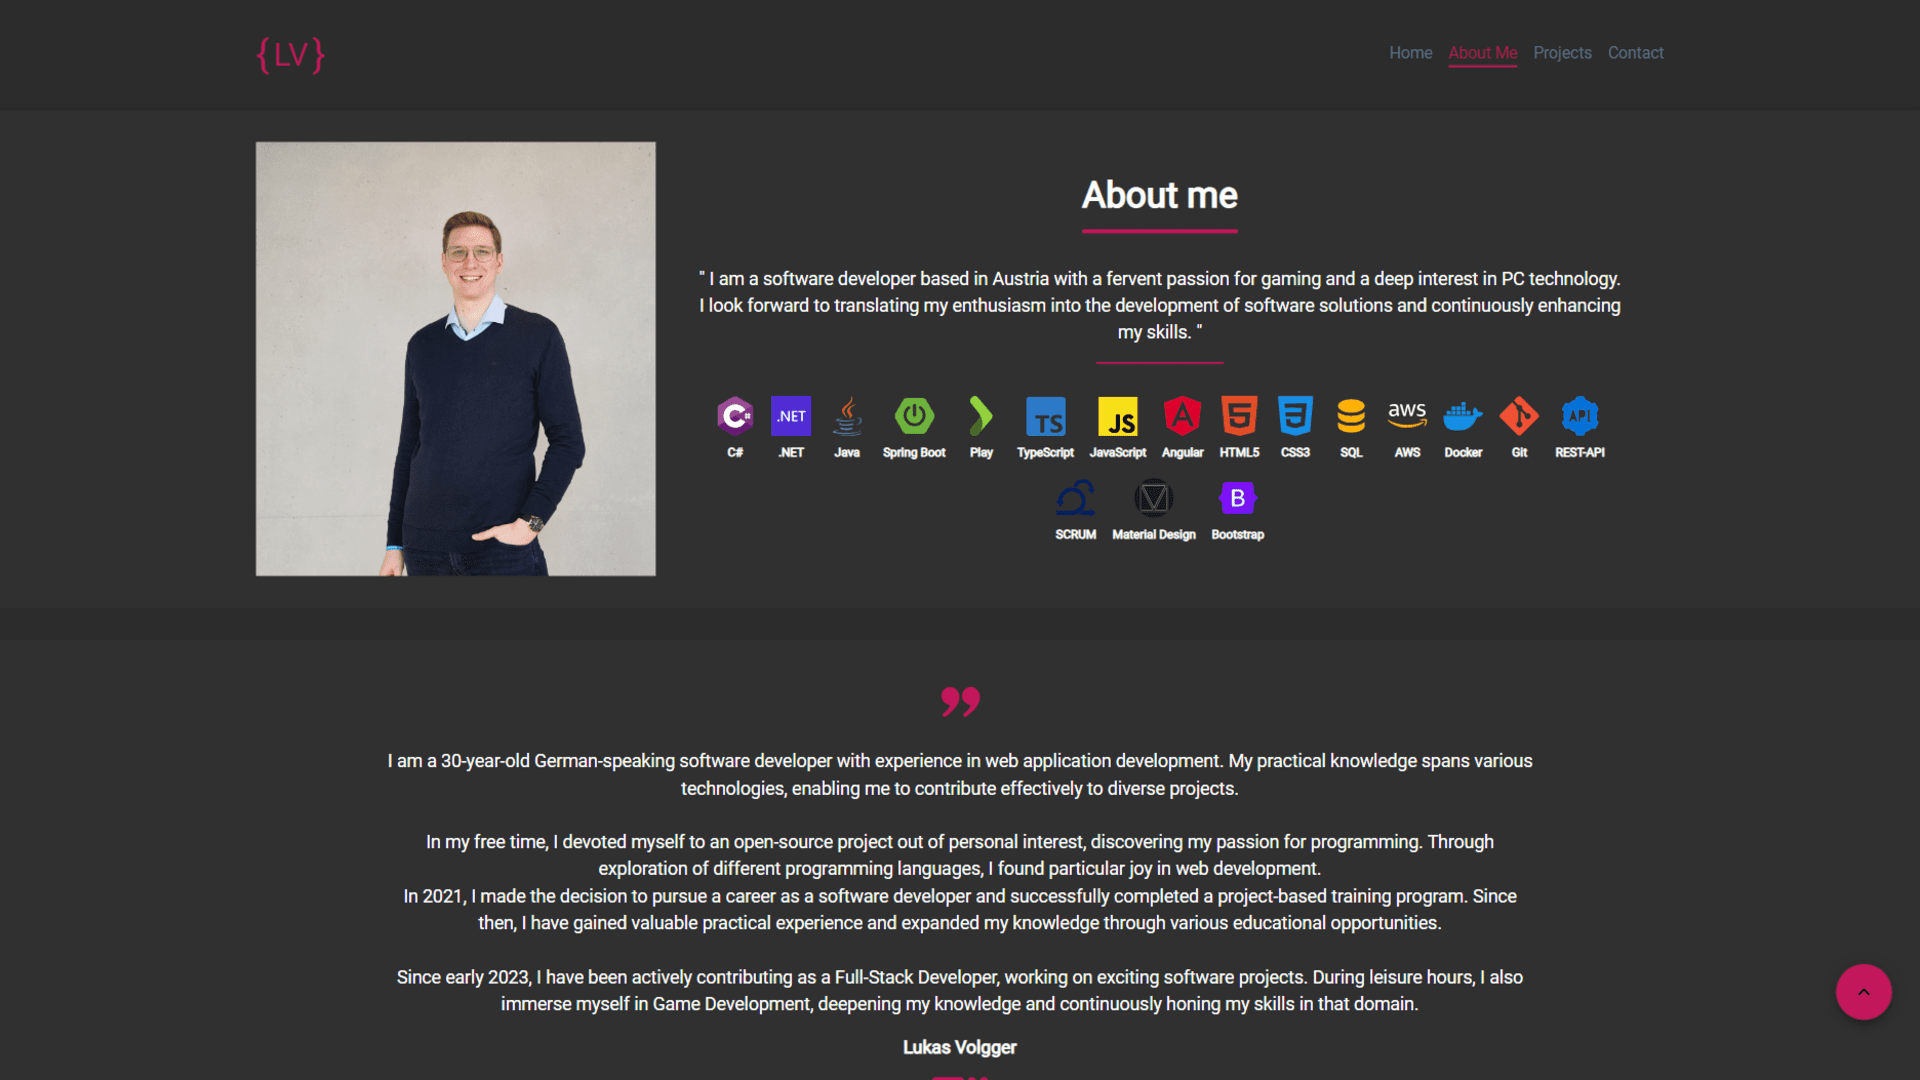 {LV}
Home About Me Projects Contact
About me
" I am a software developer based in Austria with a fervent passion for gaming and a deep interest in PC technology.
I look forward to translating my enthusiasm into the development of software solutions and continuously enhancing
my skills. "
.NET TS JS aws API
C# .NET Java Spring Boot Play TypeScript JavaScript Angular HTML5 CSS3 SQL AWS Docker Git REST-API
B
SCRUM Material Design Bootstrap
I am a 30-year-old German-speaking software developer with experience in web application development. My practical knowledge spans various
technologies, enabling me to contribute effectively to diverse projects.
In my free time, I devoted myself to an open-source project out of personal interest, discovering my passion for programming. Through
exploration of different programming languages, I found particular joy in web development.
In 2021, I made the decision to pursue a career as a software developer and successfully completed a project-based training program. Since
then, I have gained valuable practical experience and expanded my knowledge through various educational opportunities.
Since early 2023, I have been actively contributing as a Full-Stack Developer, working on exciting software projects. During leisure hours, I also
immerse myself in Game Development, deepening my knowledge and continuously honing my skills in that domain.
Lukas Volgger